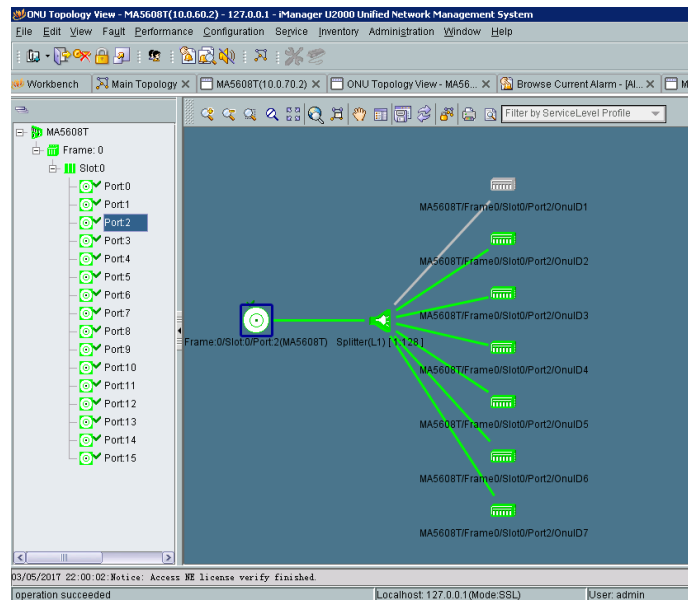 ONU Topology View - MA5608T(10.0.60.2) - 127.0.0.1 - iManager U2000 Unified Network Management System
File Edit View Fault Performance Configuration Service Inventory Administration Window Help
Workbench Main Topology MA5608T(10.0.70.2) ONU Topology View - MA56... Browse Current Alarm - [Al... M
Filter by ServiceLevel Profile
MA5608T
Frame: 0
Slot:0
Port:0
Port:1
Port:2
Port:3
Port:4
Port:5
Port:6
Port:7
Port:8
Port:9
Port:10
Port:11
Port:12
Port:13
Port:14
Port:15
MA5608T/Frame0/Slot0/Port2/OnuID1
MA5608T/Frame0/Slot0/Port2/OnuID2
MA5608T/Frame0/Slot0/Port2/OnuID3
Frame:0/Slot:0/Port:2(MA5608T) Splitter(L1) [1:128]
MA5608T/Frame0/Slot0/Port2/OnuID4
MA5608T/Frame0/Slot0/Port2/OnuID5
MA5608T/Frame0/Slot0/Port2/OnuID6
MA5608T/Frame0/Slot0/Port2/OnuID7
03/05/2017 22:00:02:Notice: Access NE license verify finished.
operation succeeded Localhost: 127.0.0.1(Mode:SSL) User: admin